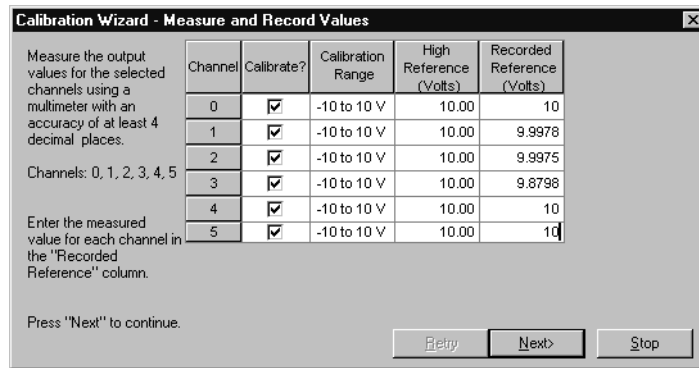 Calibration Wizard - Measure and Record Values
Measure the output
values for the selected
channels using a
multimeter with an
accuracy of at least 4
decimal places.
Channels: 0, 1, 2, 3, 4, 5
Enter the measured
value for each channel in
the "Recorded
Reference" column.
Press "Next" to continue.
Channel Calibrate? Calibration Range High Reference (Volts) Recorded Reference (Volts)
0 -10 to 10 V 10.00 10
1 -10 to 10 V 10.00 9.9978
2 -10 to 10 V 10.00 9.9975
3 -10 to 10 V 10.00 9.8798
4 -10 to 10 V 10.00 10
5 -10 to 10 V 10.00 10
Retry Next> Stop